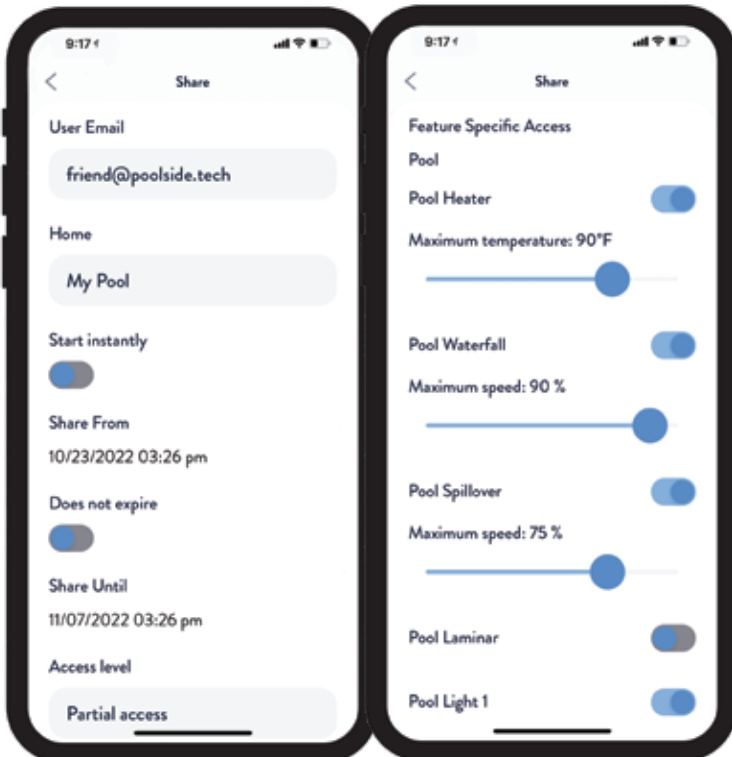 9:17
Share
User Email
friend@poolside.tech
Home
My Pool
Start instantly
Share From
10/23/2022 03:26 pm
Does not expire
Share Until
11/07/2022 03:26 pm
Access level
Partial access
9:17
Share
Feature Specific Access
Pool
Pool Heater
Maximum temperature: 90°F
Pool Waterfall
Maximum speed: 90 %
Pool Spillover
Maximum speed: 75 %
Pool Laminar
Pool Light 1